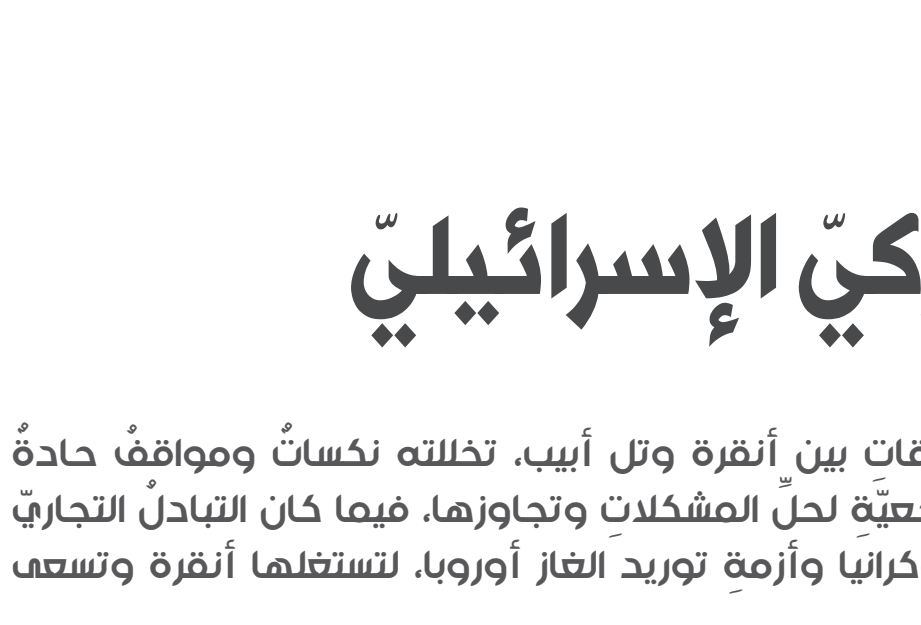 كيّ الإسرائيليّ
قاتِ بين أنقرة وتل أبيب، تخللته نكساتٌ ومواقفُ حادةٌ
جعيَّةِ لحلِّ المشكلاتِ وتجاوزها، فيما كان التبادلُ التجاريّ
كرانيا وأزمةِ توريد الغاز أوروبا، لتستغلها أنقرة وتسعى